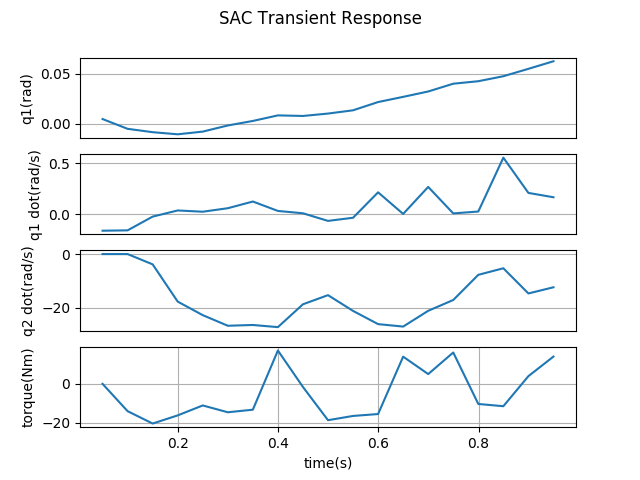 SAC Transient Response
q1(rad)
0.05
0.00
q1 dot(rad/s)
0.5
0.0
q2 dot(rad/s)
0
−20
torque(Nm)
0
−20
0.2 0.4 0.6 0.8
time(s)